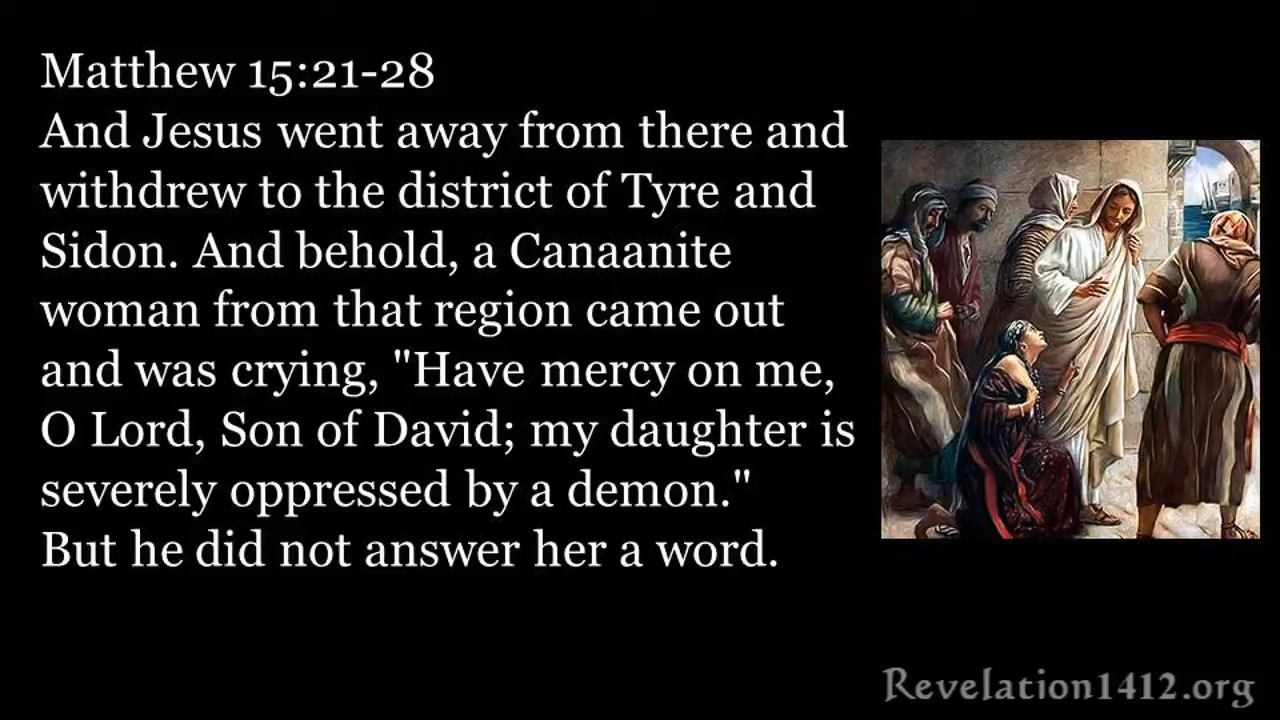 Matthew 15:21-28
And Jesus went away from there and
withdrew to the district of Tyre and
Sidon. And behold, a Canaanite
woman from that region came out
and was crying, "Have mercy on me,
O Lord, Son of David; my daughter is
severely oppressed by a demon."
But he did not answer her a word.
Revelation1412.org